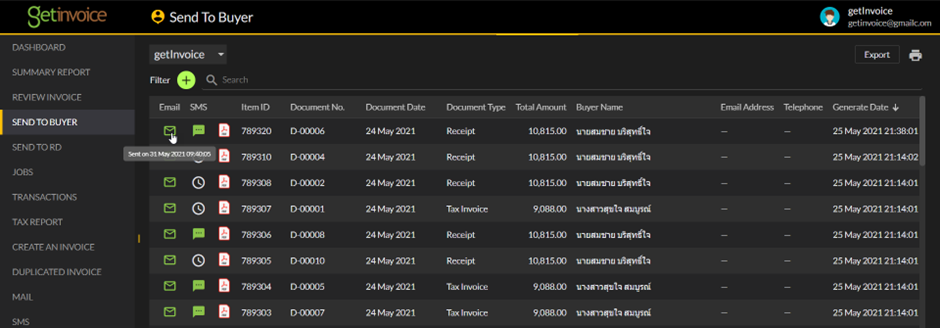 getinvoice
Send To Buyer
getInvoice
getinvoice@gmailc.om
DASHBOARD
SUMMARY REPORT
REVIEW INVOICE
SEND TO BUYER
SEND TO RD
JOBS
TRANSACTIONS
TAX REPORT
CREATE AN INVOICE
DUPLICATED INVOICE
MAIL
SMS
getInvoice
Export
Filter
Search
Email SMS Item ID Document No. Document Date Document Type Total Amount Buyer Name Email Address Telephone Generate Date
789320 D-00006 24 May 2021 Receipt 10,815.00 นายสมชาย บริสุทธิ์ใจ — — 25 May 2021 21:38:01
Sent on 31 May 2021 09:40:05
789310 D-00004 24 May 2021 Receipt 10,815.00 นายสมชาย บริสุทธิ์ใจ — — 25 May 2021 21:14:02
789308 D-00002 24 May 2021 Receipt 10,815.00 นายสมชาย บริสุทธิ์ใจ — — 25 May 2021 21:14:01
789307 D-00001 24 May 2021 Tax Invoice 9,088.00 นางสาวสุขใจ สมบูรณ์ — — 25 May 2021 21:14:01
789306 D-00008 24 May 2021 Receipt 10,815.00 นายสมชาย บริสุทธิ์ใจ — — 25 May 2021 21:14:01
789305 D-00010 24 May 2021 Receipt 10,815.00 นายสมชาย บริสุทธิ์ใจ — — 25 May 2021 21:14:01
789304 D-00005 24 May 2021 Tax Invoice 9,088.00 นางสาวสุขใจ สมบูรณ์ — — 25 May 2021 21:14:01
789303 D-00007 24 May 2021 Tax Invoice 9,088.00 นางสาวสุขใจ สมบูรณ์ — — 25 May 2021 21:14:01